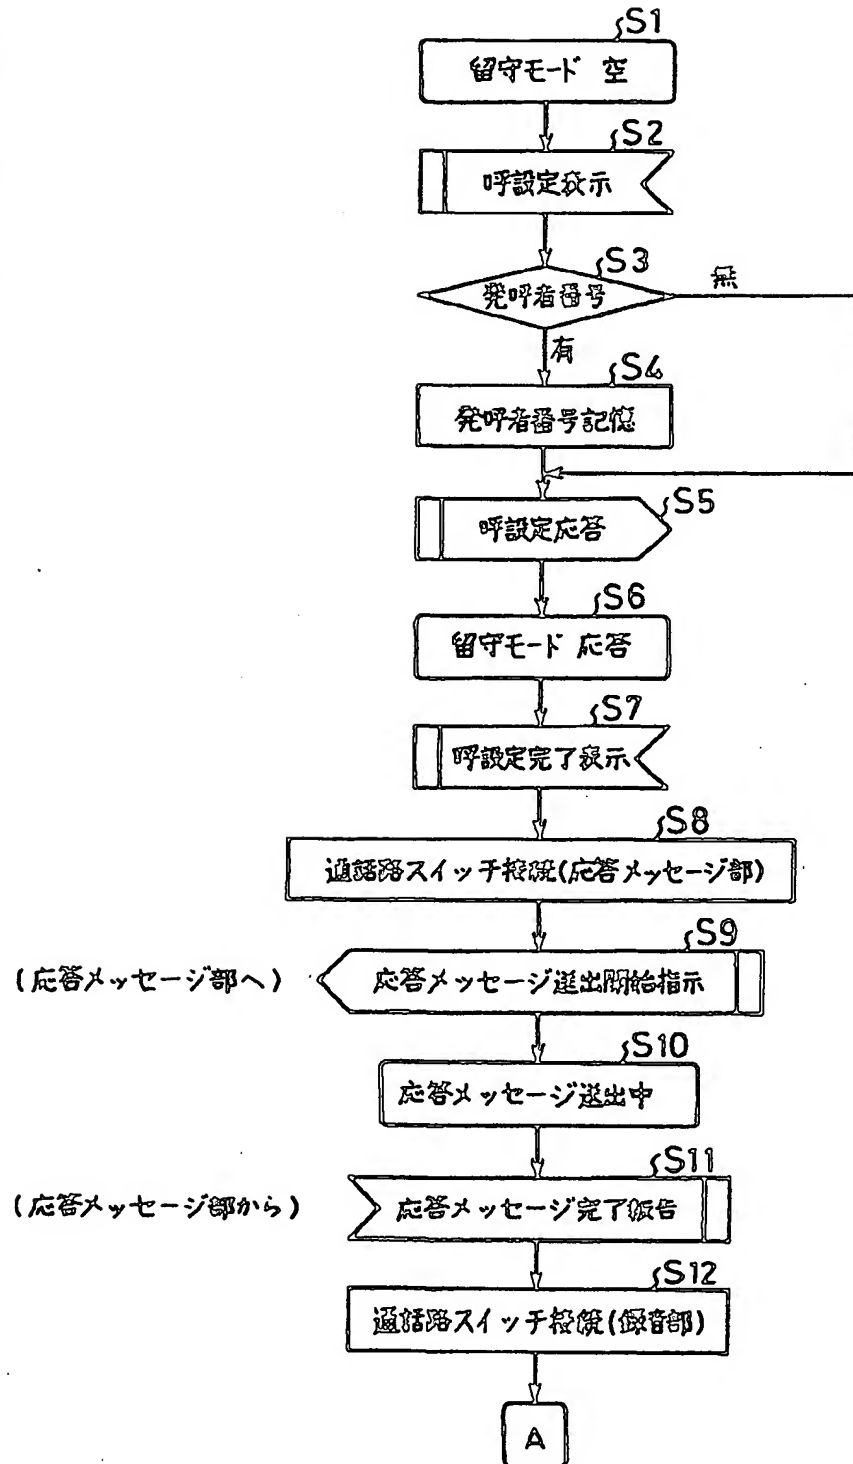 S1
留守モード 空
S2
呼設定表示
S3
発呼者番号
無
有
S4
発呼者番号記憶
S5
呼設定応答
S6
留守モード 応答
S7
呼設定完了表示
S8
通話路スイッチ接続(応答メッセージ部)
S9
(応答メッセージ部へ)
応答メッセージ送出開始指示
S10
応答メッセージ送出中
S11
(応答メッセージ部から)
応答メッセージ完了報告
S12
通話路スイッチ接続(録音部)
A